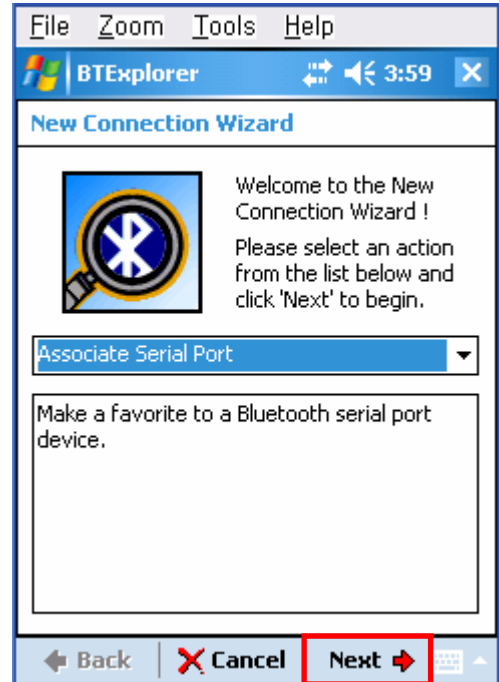 File Zoom Tools Help
BTExplorer 3:59
New Connection Wizard
Welcome to the New
Connection Wizard !
Please select an action
from the list below and
click 'Next' to begin.
Associate Serial Port
Make a favorite to a Bluetooth serial port
device.
Back Cancel Next